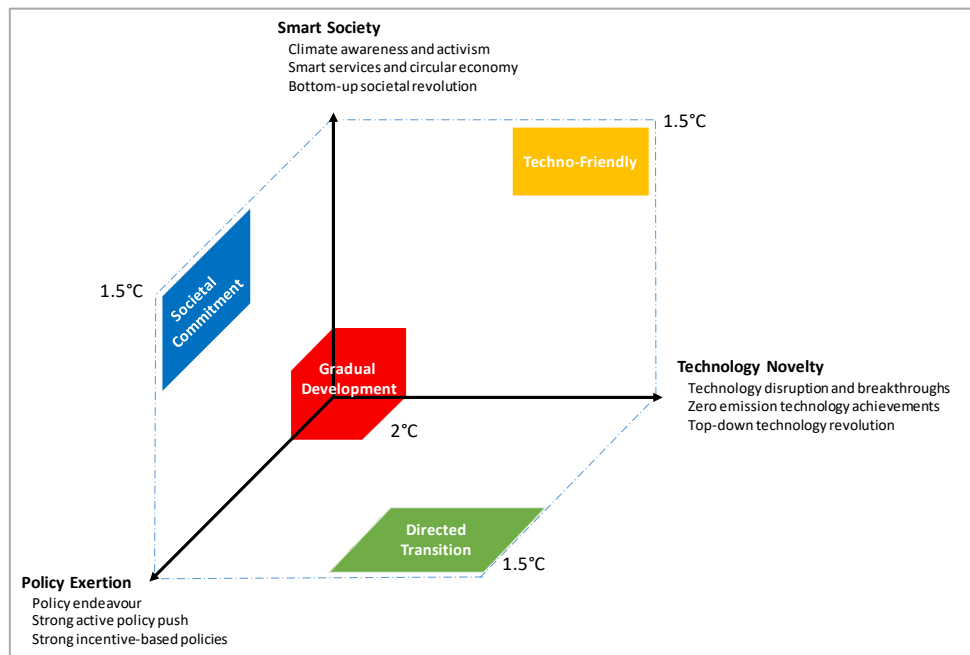 Smart Society
Climate awareness and activism
Smart services and circular economy
Bottom-up societal revolution
1.5°C
Techno-Friendly
Societal
Commitment
1.5°C
Gradual
Development
2°C
Technology Novelty
Technology disruption and breakthroughs
Zero emission technology achievements
Top-down technology revolution
Directed
Transition
1.5°C
Policy Exertion
Policy endeavour
Strong active policy push
Strong incentive-based policies